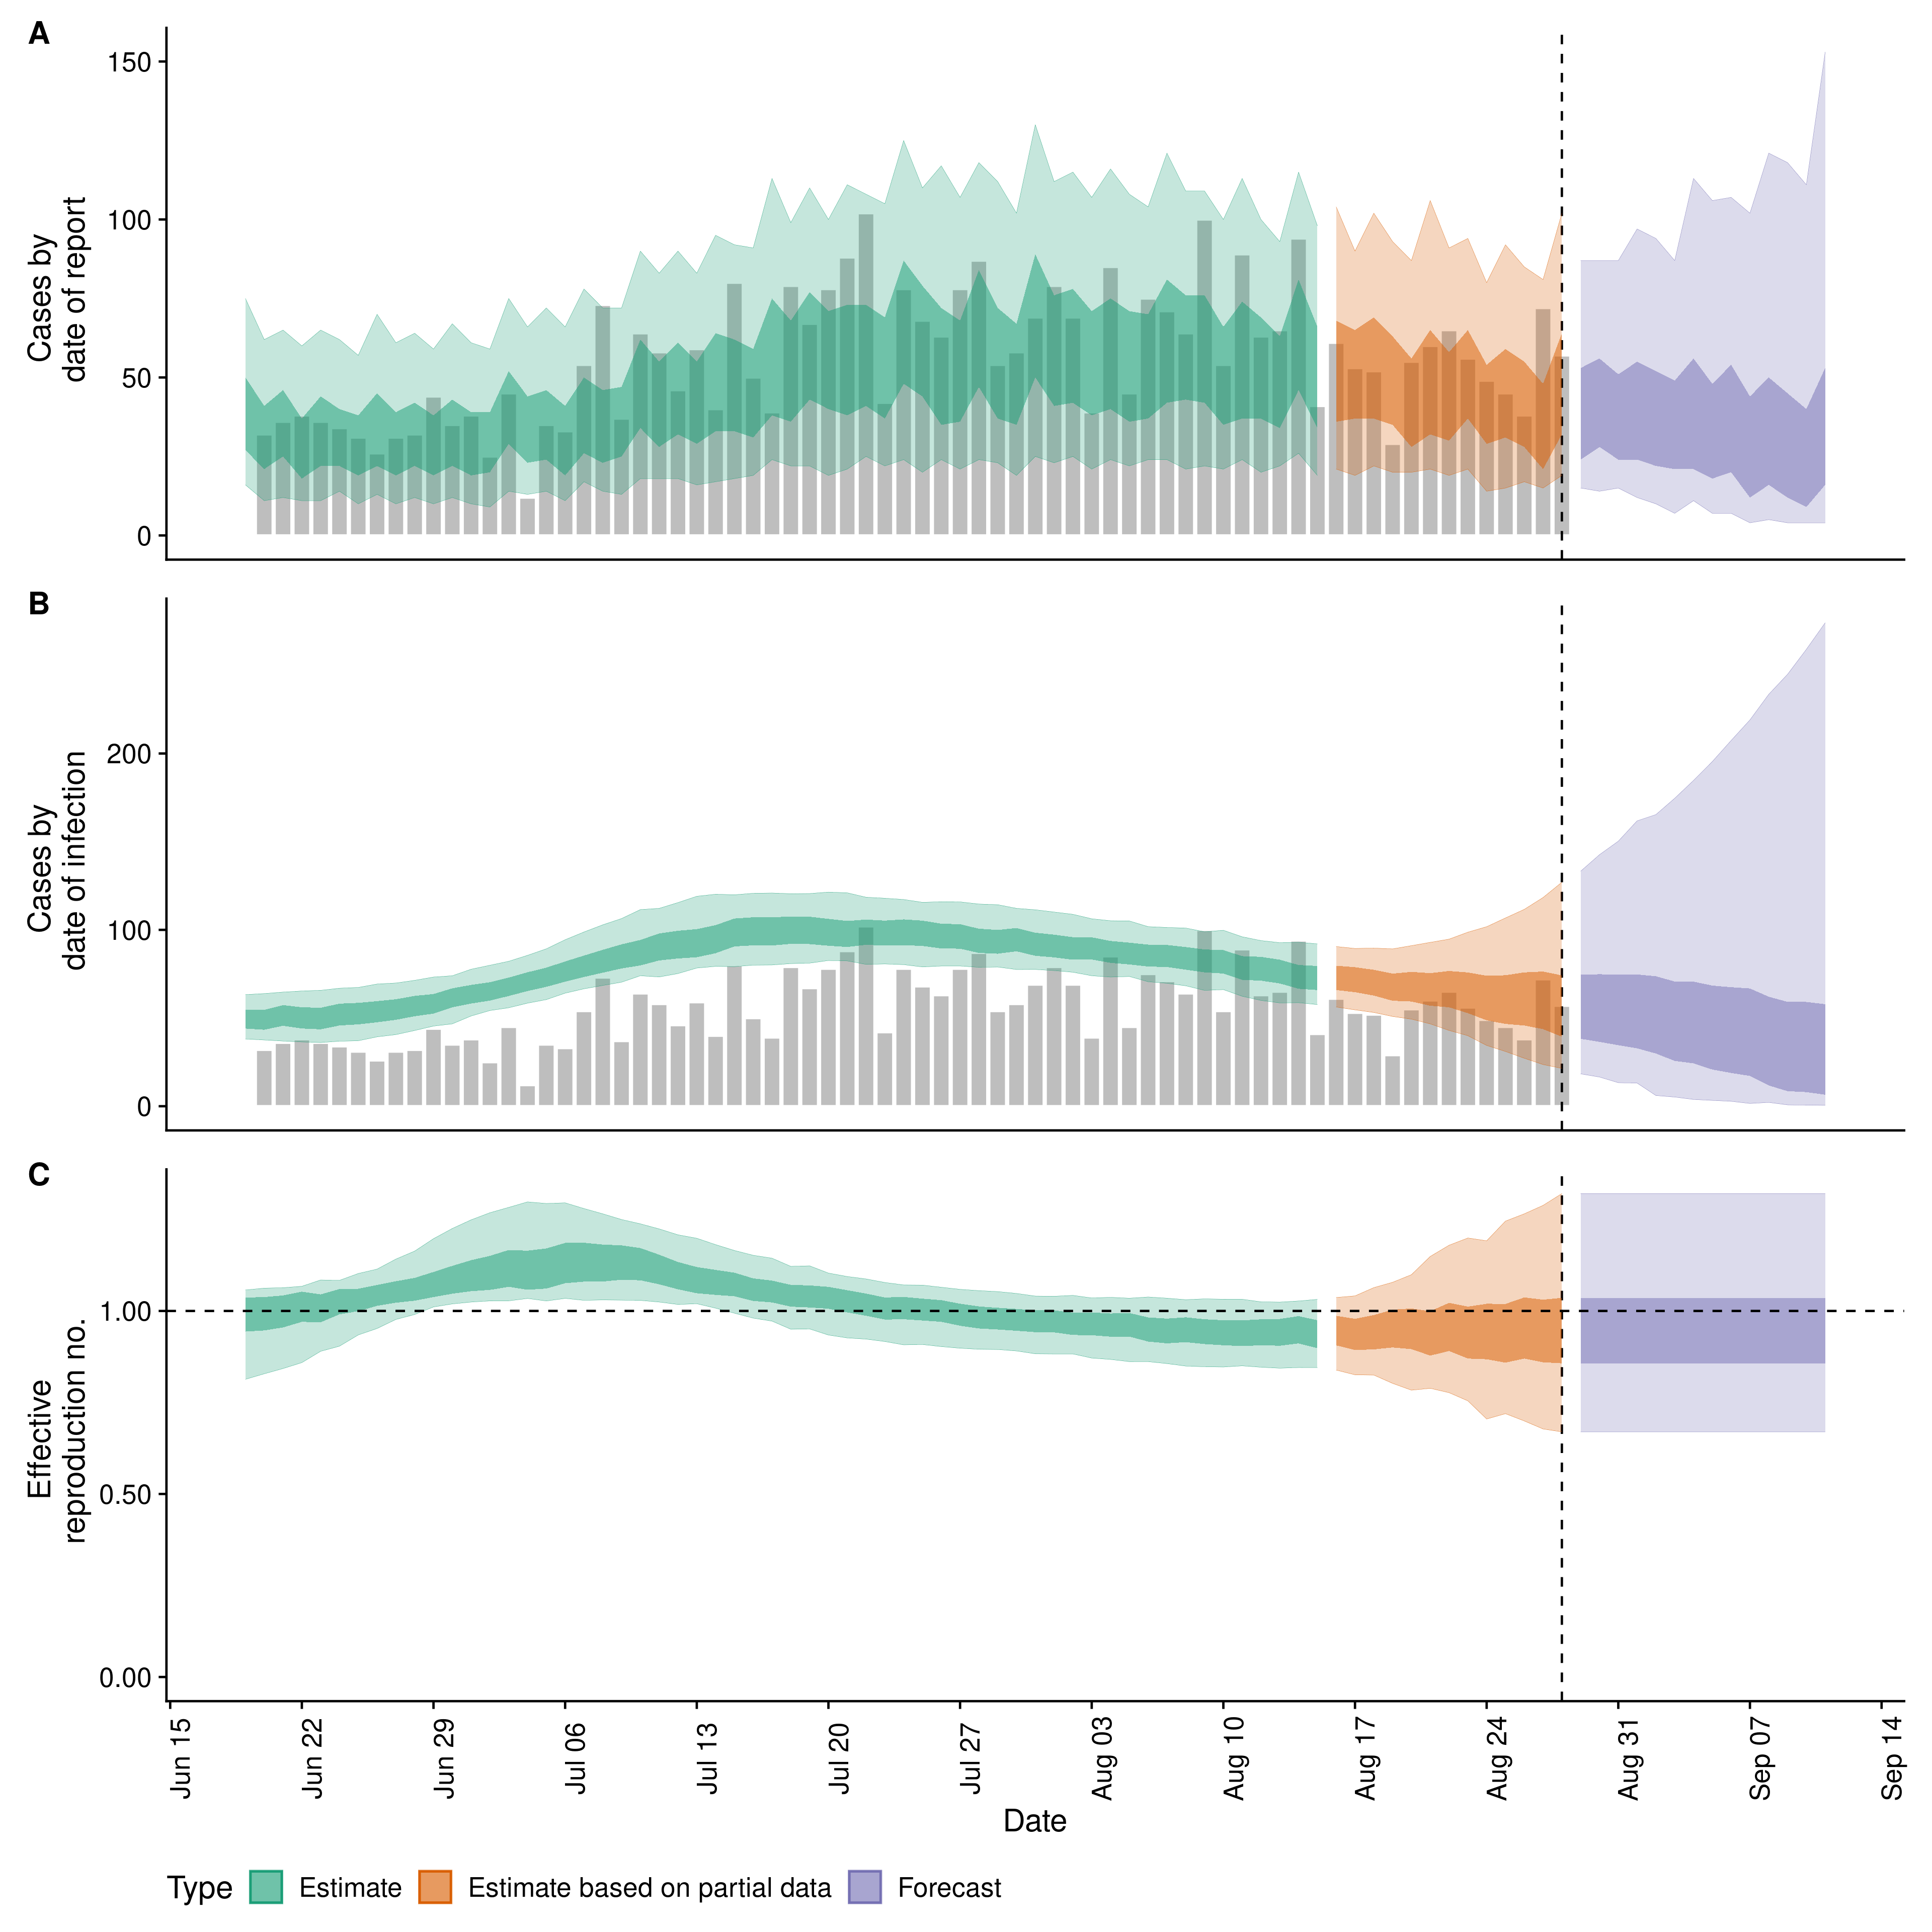 A
150
100
50
0
Cases by
date of report
B
200
100
0
Cases by
date of infection
C
1.00
0.50
0.00
Effective
reproduction no.
Jun 15
Jun 22
Jun 29
Jul 06
Jul 13
Jul 20
Jul 27
Aug 03
Aug 10
Aug 17
Aug 24
Aug 31
Sep 07
Sep 14
Date
Type Estimate Estimate based on partial data Forecast